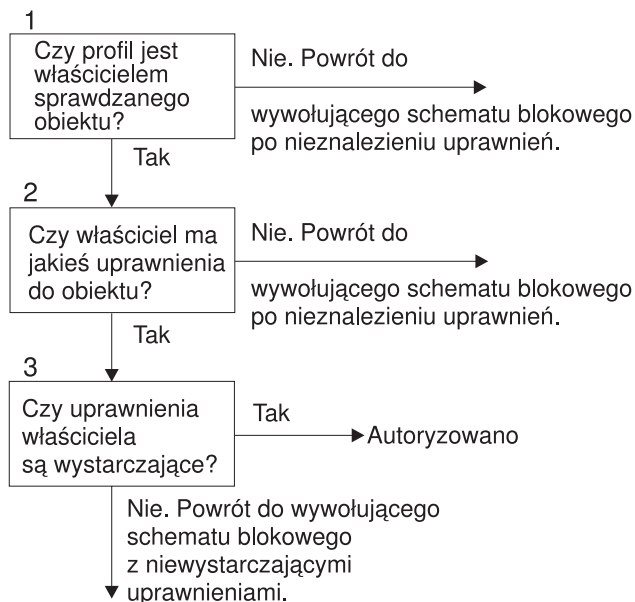 1
Czy profil jest
właścicielem
sprawdzanego
obiektu?
Nie. Powrót do
wywołującego schematu blokowego
po nieznalezieniu uprawnień.
Tak
2
Czy właściciel ma
jakieś uprawnienia
do obiektu?
Nie. Powrót do
wywołującego schematu blokowego
po nieznalezieniu uprawnień.
Tak
3
Czy uprawnienia
właściciela
są wystarczające?
Tak
Autoryzowano
Nie. Powrót do wywołującego
schematu blokowego
z niewystarczającymi
uprawnieniami.